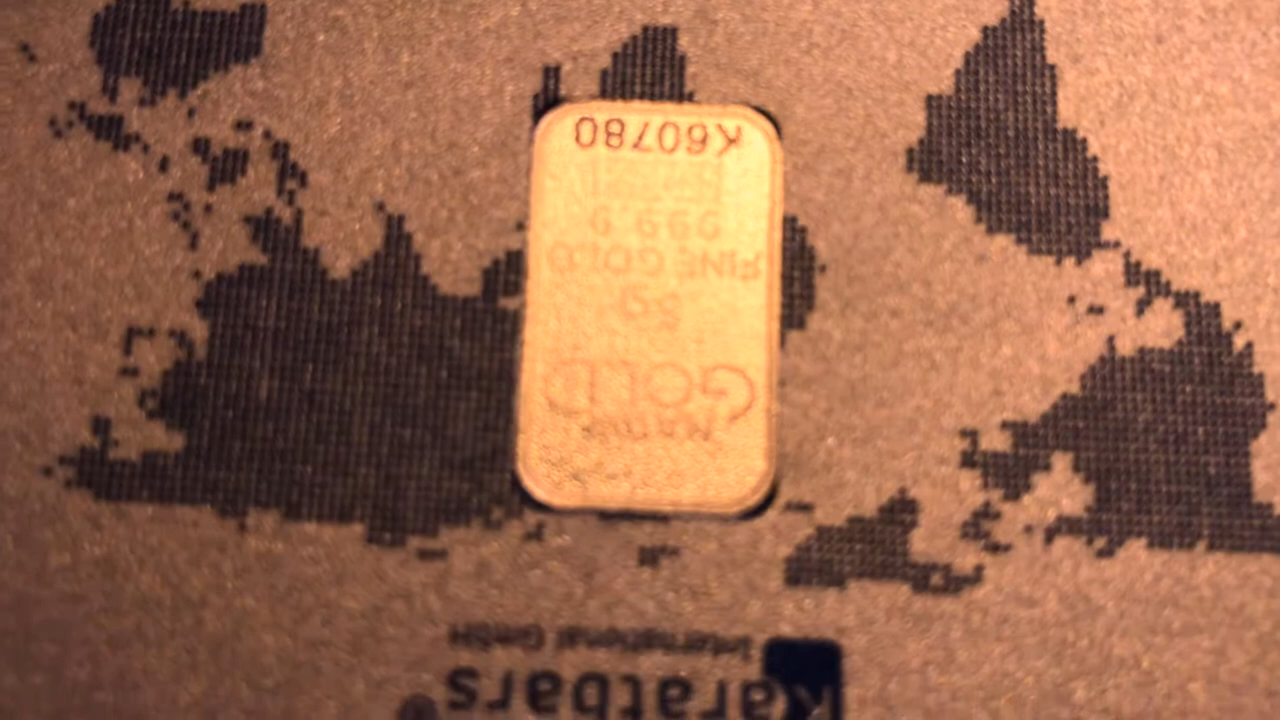 Karatbars
International GmbH
NADIR
GOLD
5g
FINE GOLD
999.9
K60780